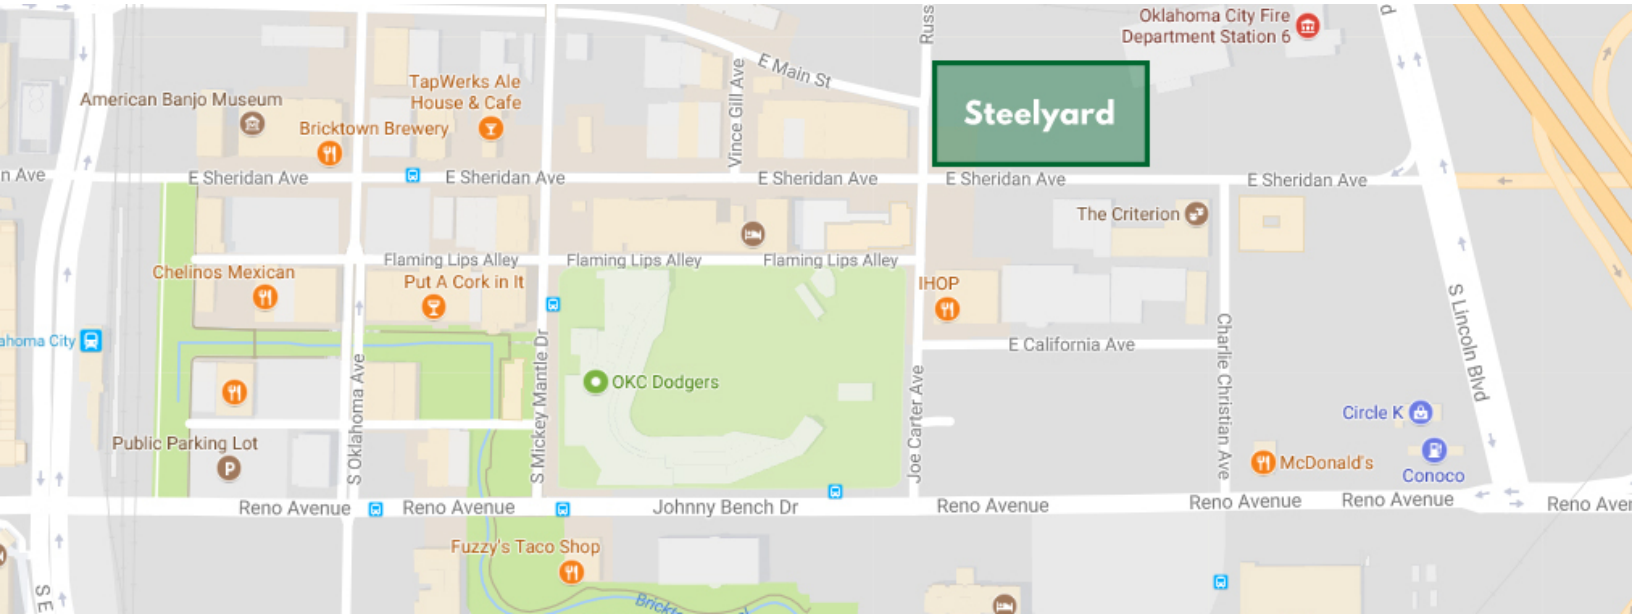 Oklahoma City Fire
Department Station 6
Russ
E Main St
Vince Gill Ave
Steelyard
TapWerks Ale
House & Cafe
American Banjo Museum
Bricktown Brewery
n Ave
E Sheridan Ave
E Sheridan Ave
E Sheridan Ave
E Sheridan Ave
E Sheridan Ave
The Criterion
Flaming Lips Alley
Flaming Lips Alley
Flaming Lips Alley
Chelinos Mexican
Put A Cork in It
IHOP
ahoma City
E California Ave
S Oklahoma Ave
S Mickey Mantle Dr
OKC Dodgers
Joe Carter Ave
Charlie Christian Ave
S Lincoln Blvd
Circle K
Public Parking Lot
P
McDonald's
Conoco
Reno Avenue
Reno Avenue
Johnny Bench Dr
Reno Avenue
Reno Avenue
Reno Avenue
Reno Aver
Fuzzy's Taco Shop
S E